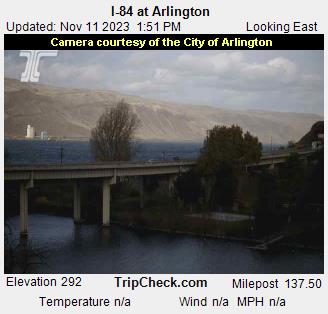 I-84 at Arlington
Updated: Nov 11 2023 1:51 PM Looking East
Camera courtesy of the City of Arlington
Elevation 292 TripCheck.com Milepost 137.50
Temperature n/a Wind n/a MPH n/a